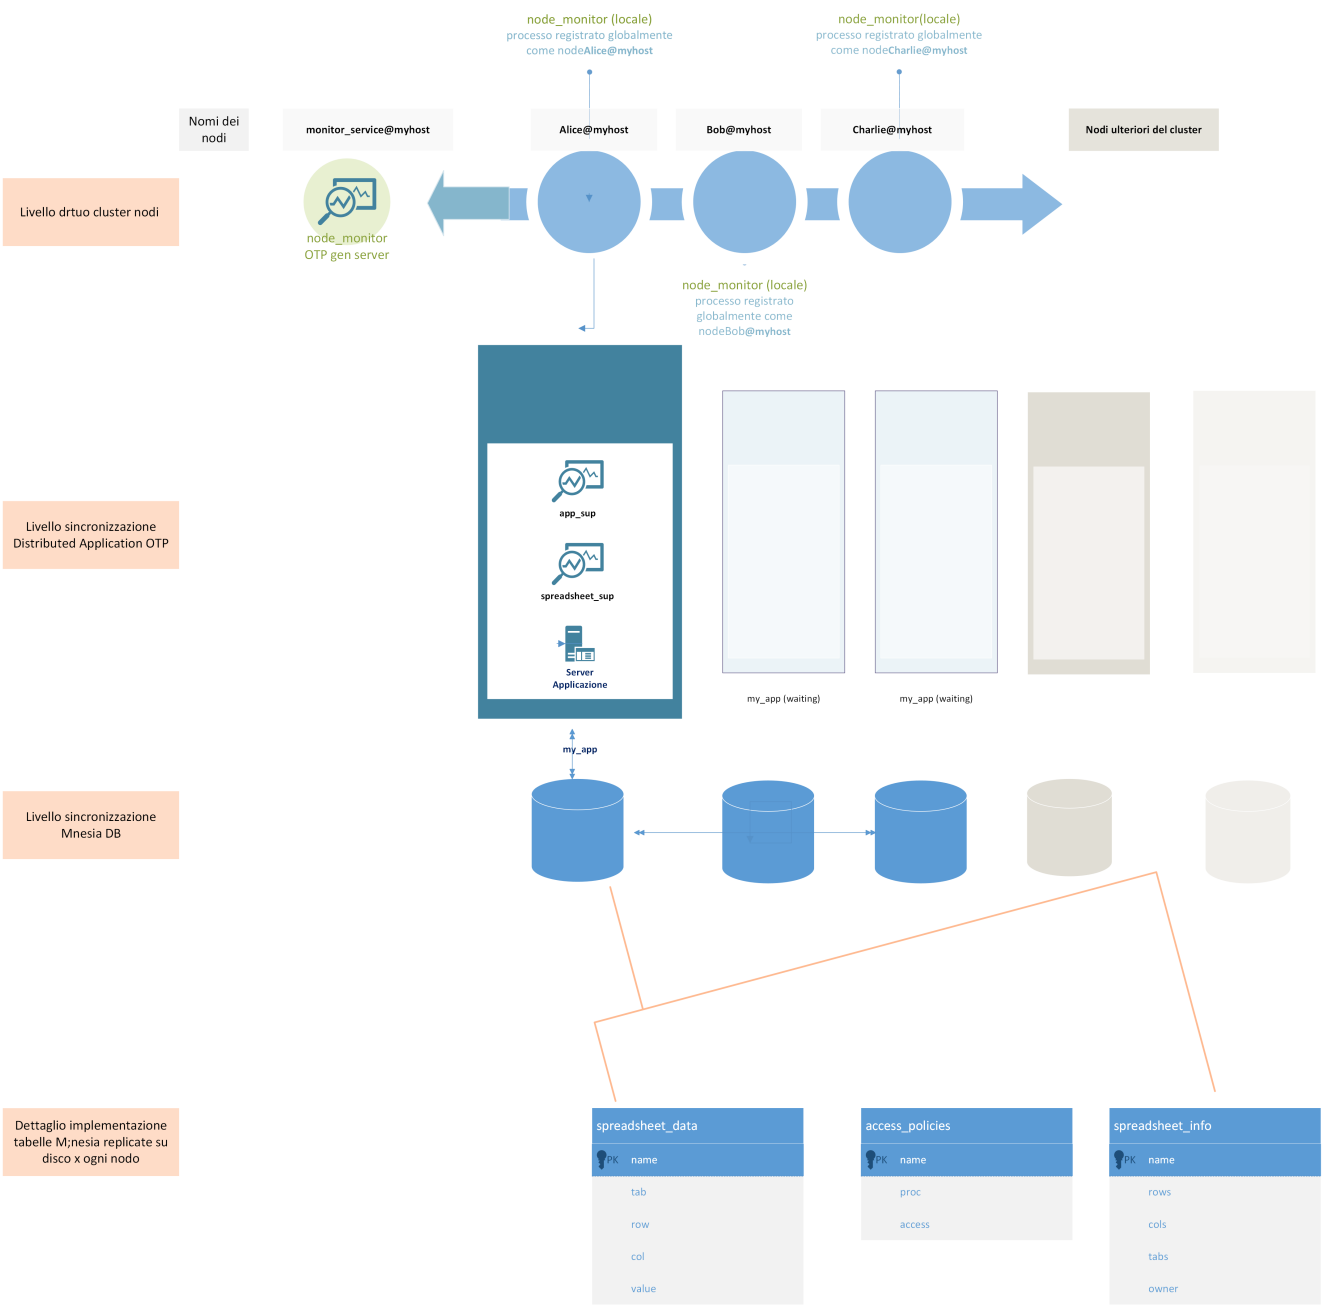 node_monitor (locale)
processo registrato globalmente
come nodeAlice@myhost
node_monitor(locale)
processo registrato globalmente
come nodeCharlie@myhost
Nomi dei
nodi
monitor_service@myhost
Alice@myhost
Bob@myhost
Charlie@myhost
Nodi ulteriori del cluster
Livello drtuo cluster nodi
node_monitor
OTP gen server
node_monitor (locale)
processo registrato
globalmente come
nodeBob@myhost
app_sup
Livello sincronizzazione
Distributed Application OTP
spreadsheet_sup
Server
Applicazione
my_app (waiting)
my_app (waiting)
my_app
Livello sincronizzazione
Mnesia DB
Dettaglio implementazione
tabelle M;nesia replicate su
disco x ogni nodo
spreadsheet_data
PK name
tab
row
col
value
access_policies
PK name
proc
access
spreadsheet_info
PK name
rows
cols
tabs
owner